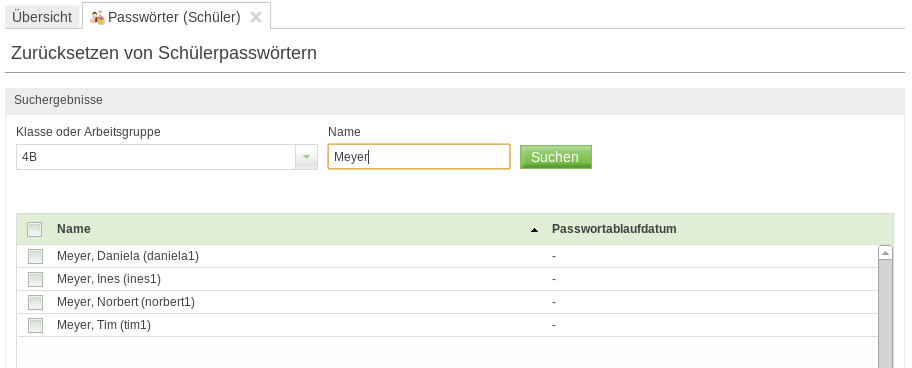 Übersicht Passwörter (Schüler)
Zurücksetzen von Schülerpasswörtern
Suchergebnisse
Klasse oder Arbeitsgruppe Name
4B Meyer Suchen
Name Passwortablaufdatum
Meyer, Daniela (daniela1) -
Meyer, Ines (ines1) -
Meyer, Norbert (norbert1) -
Meyer, Tim (tim1) -